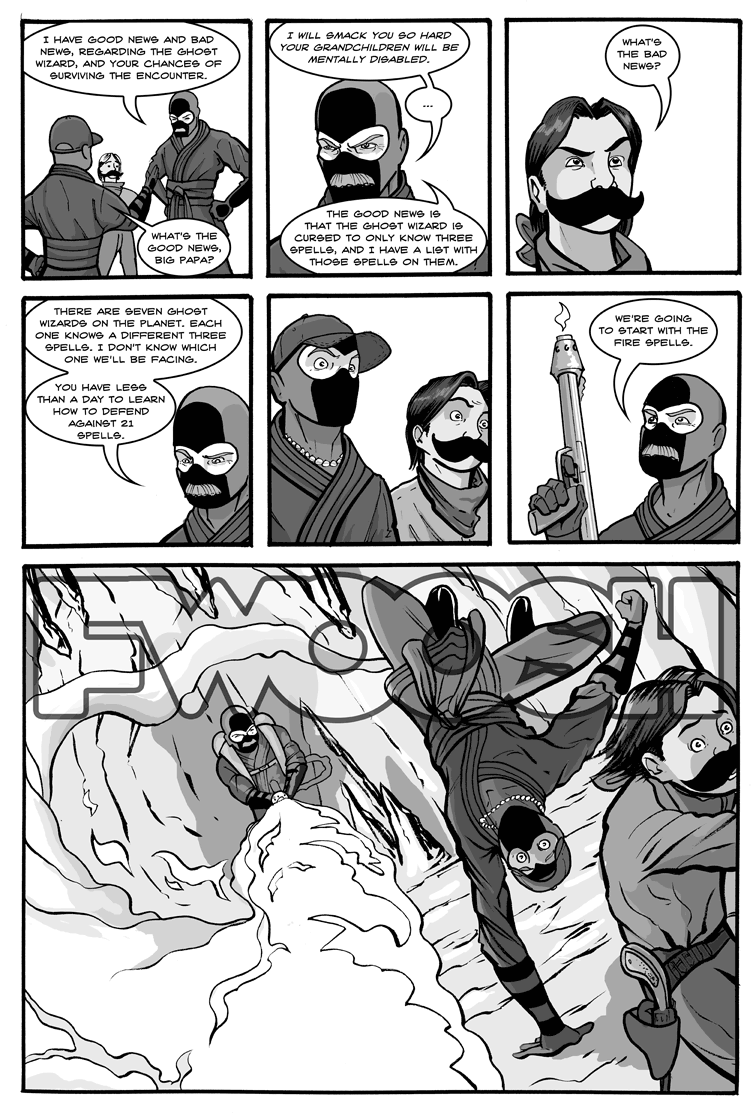 I HAVE GOOD NEWS AND BAD
NEWS, REGARDING THE GHOST
WIZARD, AND YOUR CHANCES OF
SURVIVING THE ENCOUNTER.
WHAT'S THE
GOOD NEWS,
BIG PAPA?
I WILL SMACK YOU SO HARD
YOUR GRANDCHILDREN WILL BE
MENTALLY DISABLED.
...
THE GOOD NEWS IS
THAT THE GHOST WIZARD IS
CURSED TO ONLY KNOW THREE
SPELLS, AND I HAVE A LIST WITH
THOSE SPELLS ON THEM.
WHAT'S
THE BAD
NEWS?
THERE ARE SEVEN GHOST
WIZARDS ON THE PLANET. EACH
ONE KNOWS A DIFFERENT THREE
SPELLS. I DON'T KNOW WHICH
ONE WE'LL BE FACING.
YOU HAVE LESS
THAN A DAY TO LEARN
HOW TO DEFEND
AGAINST 21
SPELLS.
WE'RE GOING
TO START WITH THE
FIRE SPELLS.
FWOOSH